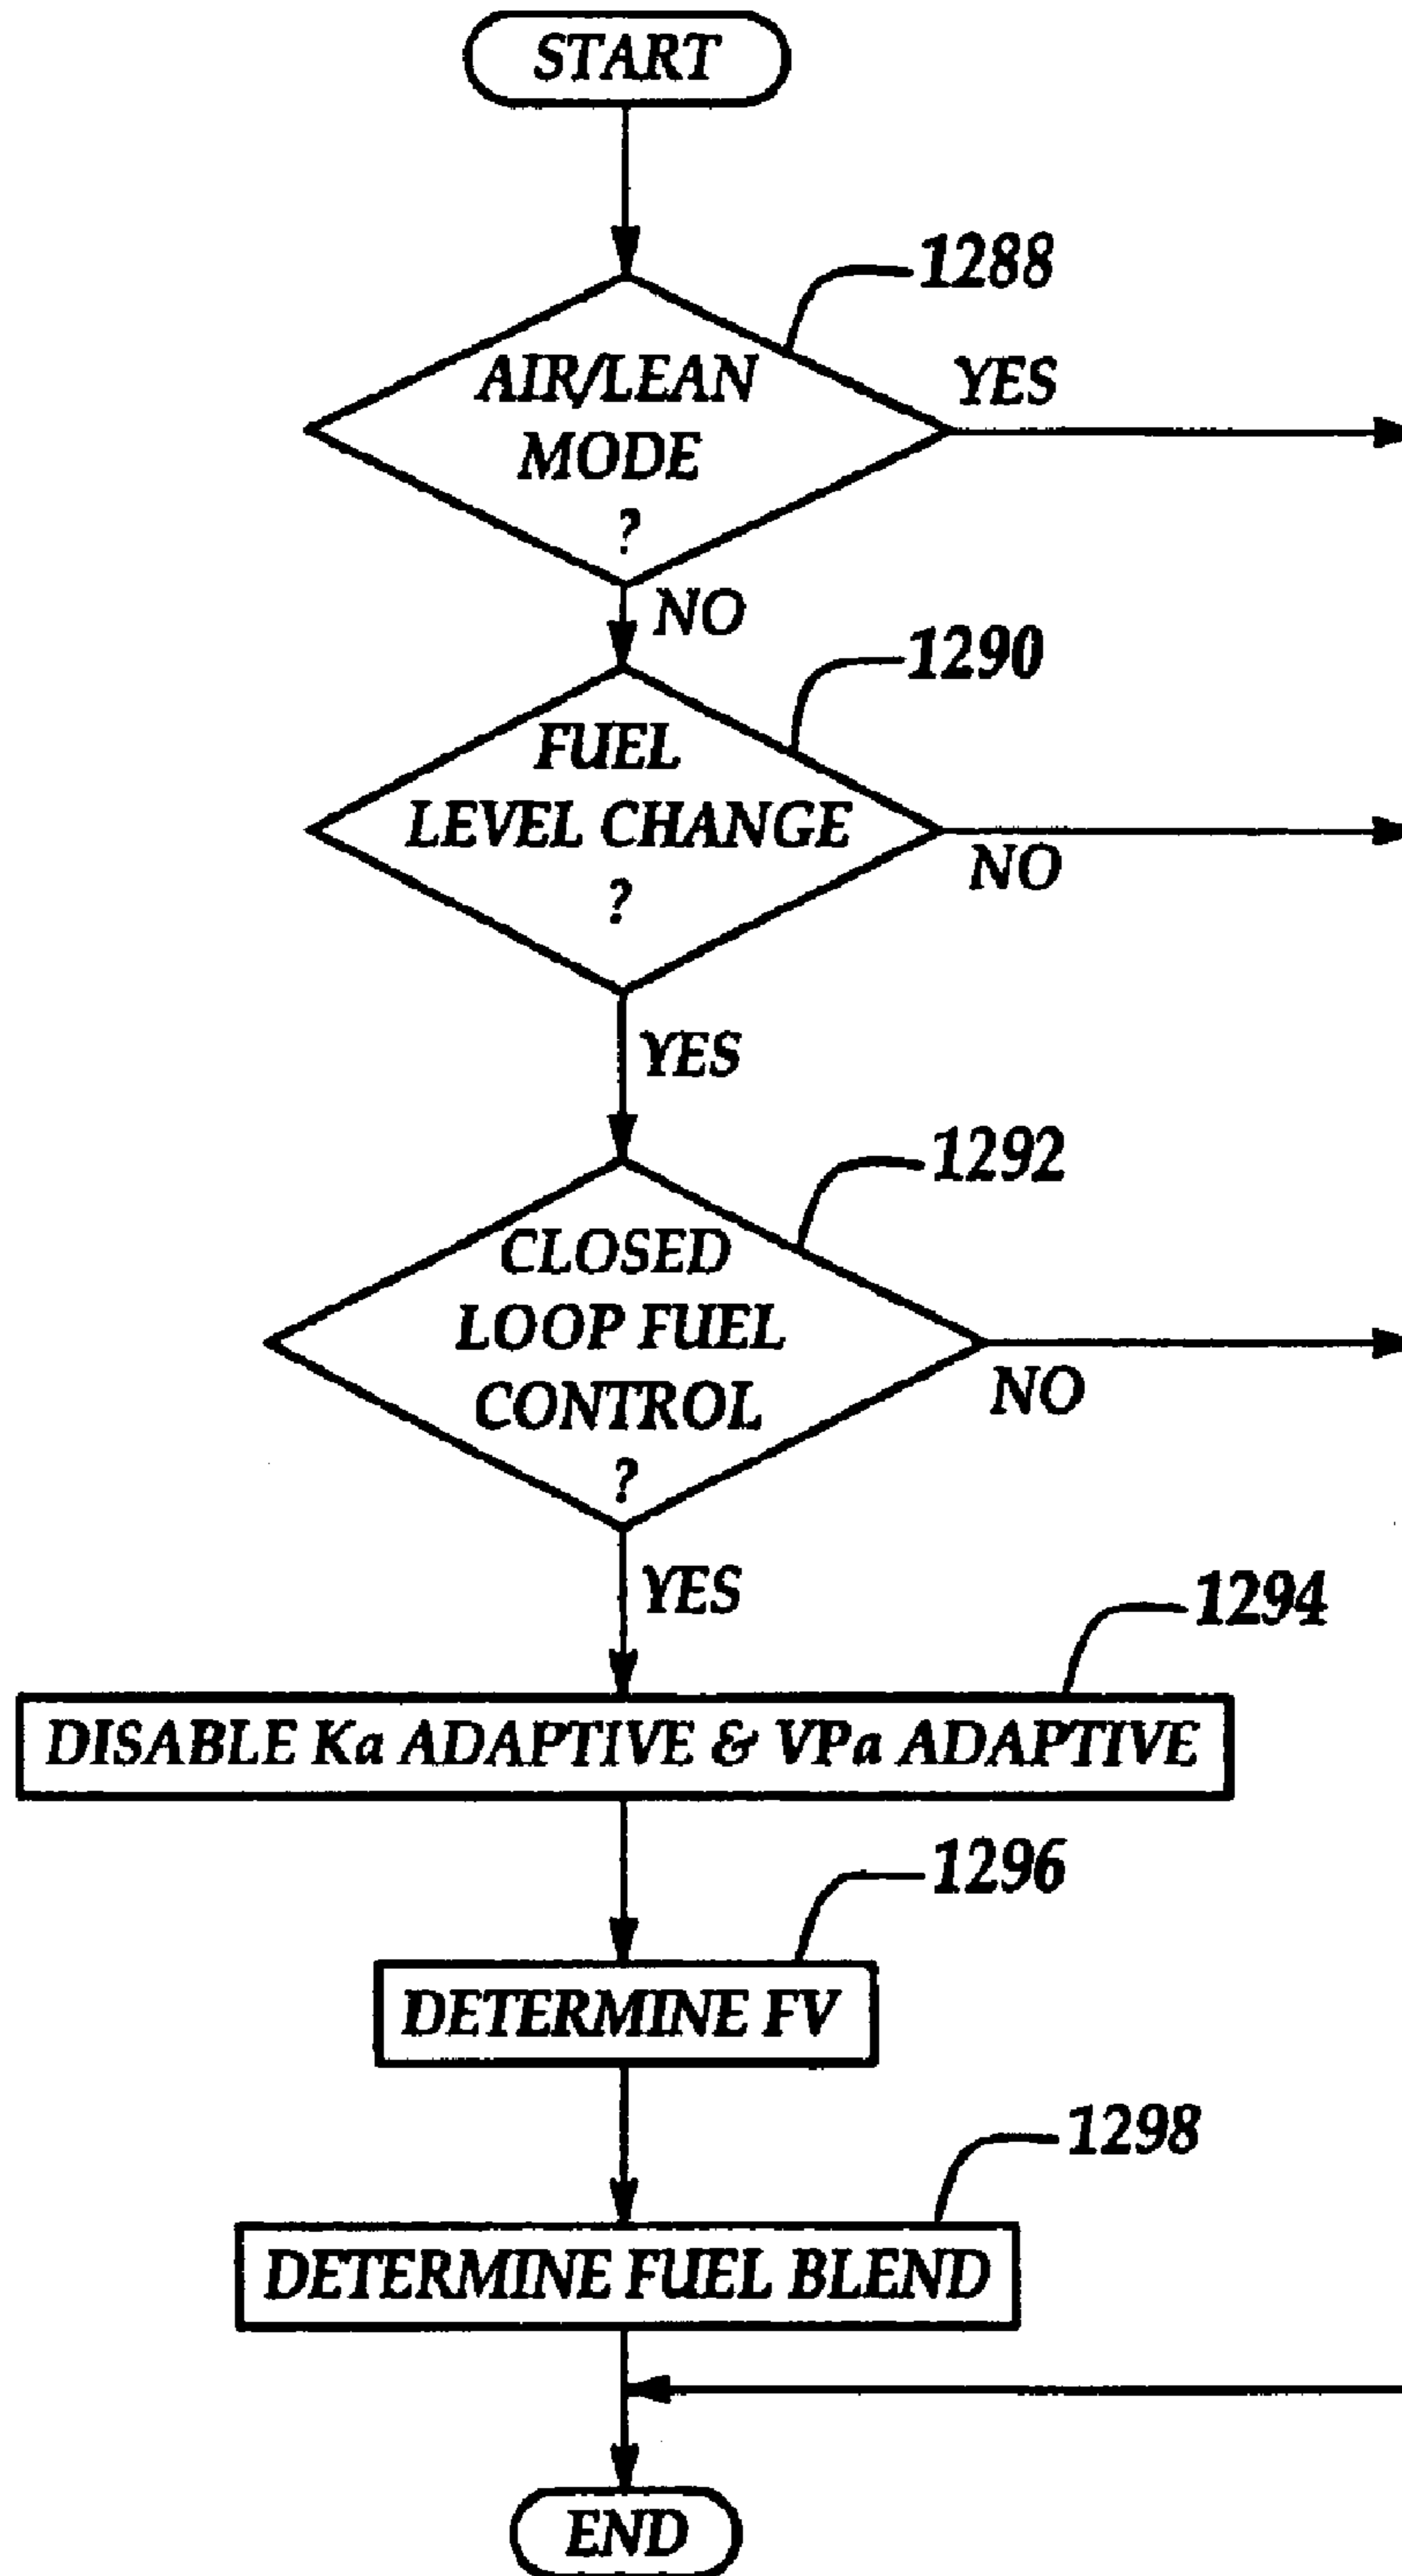 START
1288
AIR/LEAN
MODE
?
YES
NO
1290
FUEL
LEVEL CHANGE
?
NO
YES
1292
CLOSED
LOOP FUEL
CONTROL
?
NO
YES
1294
DISABLE Ka ADAPTIVE & VPa ADAPTIVE
1296
DETERMINE FV
1298
DETERMINE FUEL BLEND
END